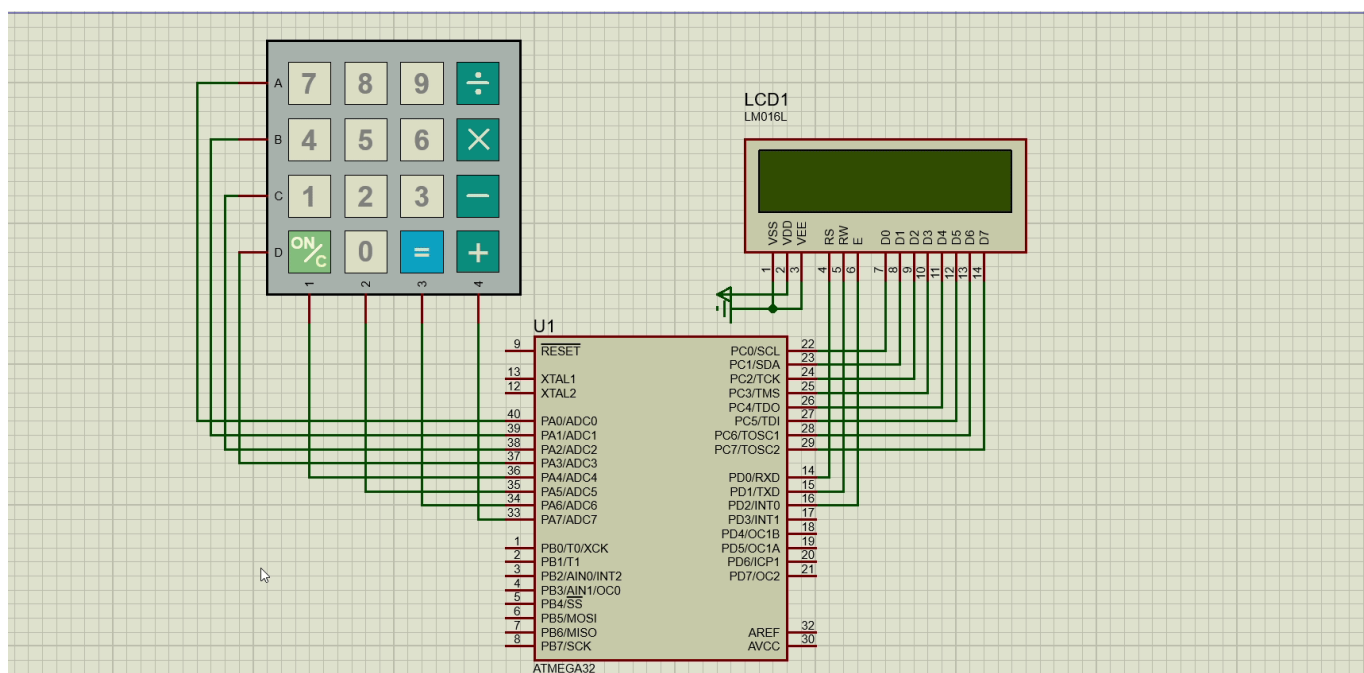 A 7 8 9 ÷
B 4 5 6 ×
C 1 2 3 −
D ON/C 0 = +
1 2 3 4
LCD1
LM016L
VSS VDD VEE RS RW E D0 D1 D2 D3 D4 D5 D6 D7
1 2 3 4 5 6 7 8 9 10 11 12 13 14
U1
9 RESET PC0/SCL 22
PC1/SDA 23
13 XTAL1 PC2/TCK 24
12 XTAL2 PC3/TMS 25
PC4/TDO 26
40 PA0/ADC0 PC5/TDI 27
39 PA1/ADC1 PC6/TOSC1 28
38 PA2/ADC2 PC7/TOSC2 29
37 PA3/ADC3
36 PA4/ADC4 PD0/RXD 14
35 PA5/ADC5 PD1/TXD 15
34 PA6/ADC6 PD2/INT0 16
33 PA7/ADC7 PD3/INT1 17
PD4/OC1B 18
1 PB0/T0/XCK PD5/OC1A 19
2 PB1/T1 PD6/ICP1 20
3 PB2/AIN0/INT2 PD7/OC2 21
4 PB3/AIN1/OC0
5 PB4/SS
6 PB5/MOSI
7 PB6/MISO AREF 32
8 PB7/SCK AVCC 30
ATMEGA32